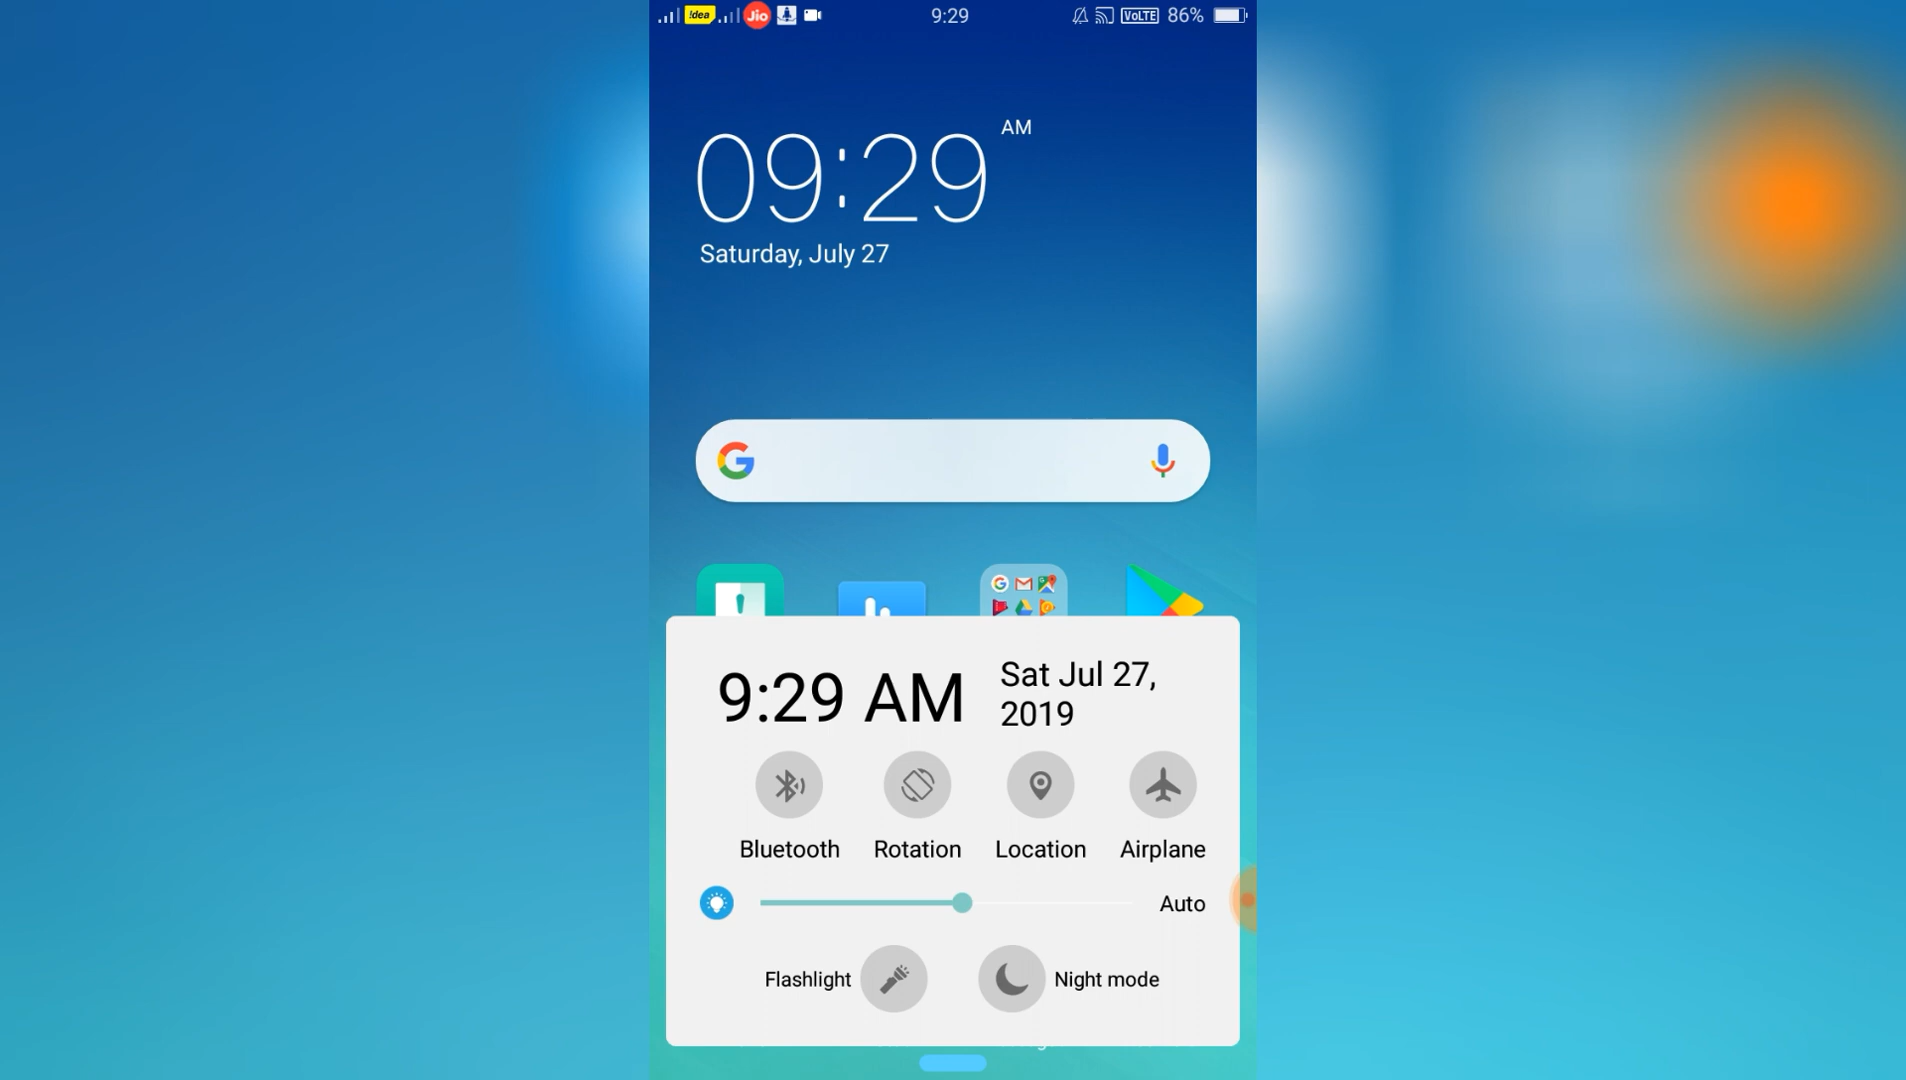 !dea Jio 9:29 VoLTE 86%
09:29 AM
Saturday, July 27
9:29 AM
Sat Jul 27,
2019
Bluetooth Rotation Location Airplane
Auto
Flashlight Night mode